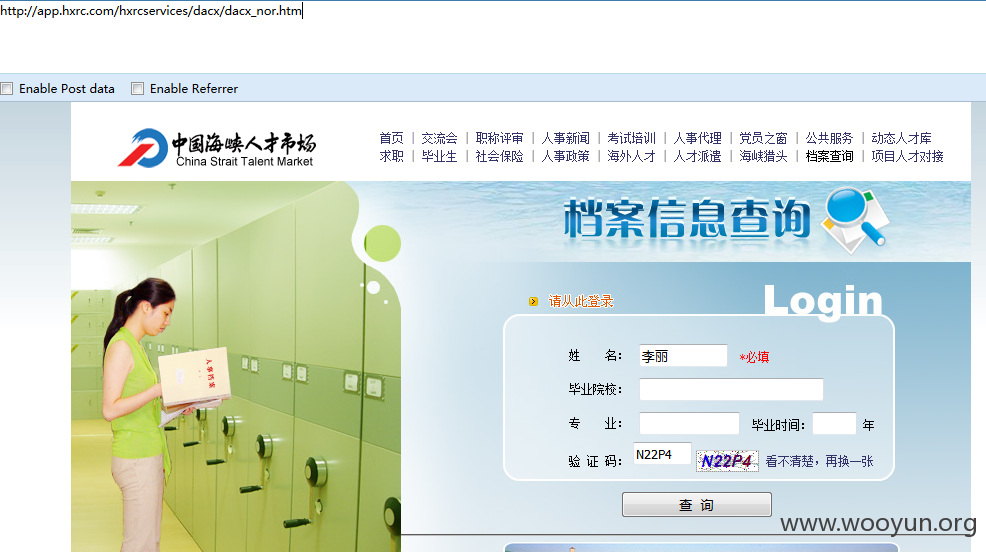 http://app.hxrc.com/hxrcservices/dacx/dacx_nor.htm
Enable Post data Enable Referrer
中国海峡人才市场
China Strait Talent Market
首页 | 交流会 | 职称评审 | 人事新闻 | 考试培训 | 人事代理 | 党员之窗 | 公共服务 | 动态人才库
求职 | 毕业生 | 社会保险 | 人事政策 | 海外人才 | 人才派遣 | 海峡猎头 | 档案查询 | 项目人才对接
档案信息查询
人事档案
请从此登录
Login
姓 名: 李丽 *必填
毕业院校:
专 业: 毕业时间: 年
验 证 码: N22P4 N22P4 看不清楚，再换一张
查 询
www.wooyun.org